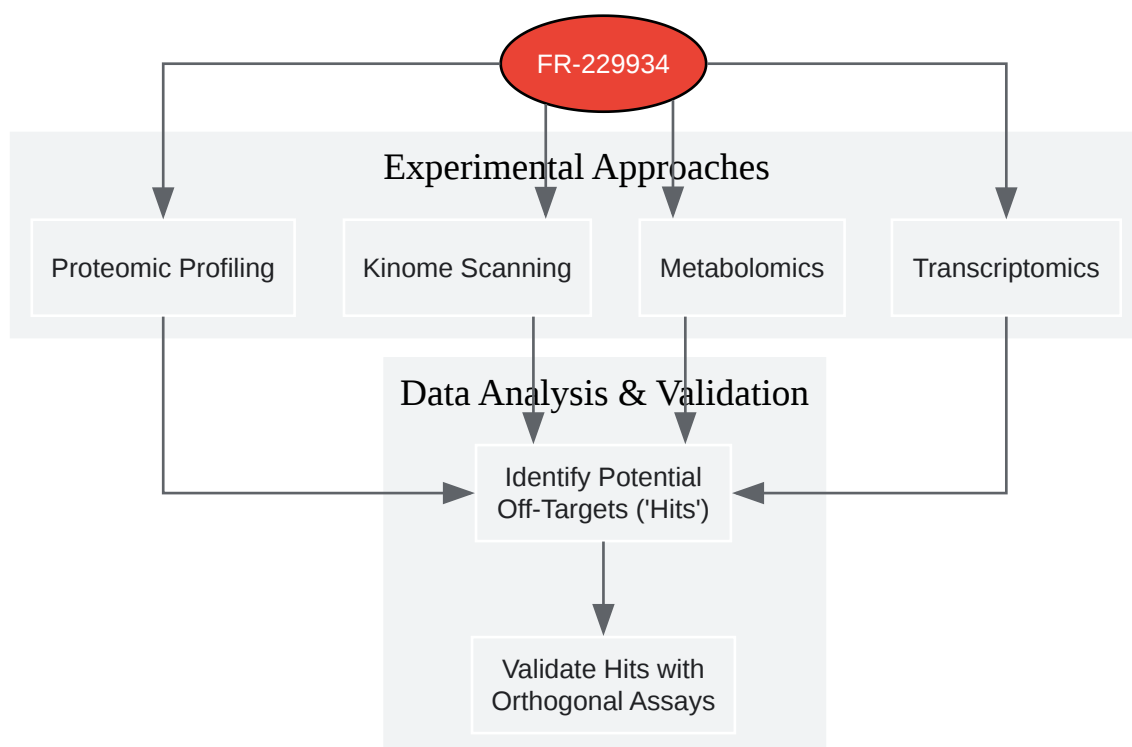 FR-229934
Experimental Approaches
Proteomic Profiling
Kinome Scanning
Metabolomics
Transcriptomics
Data Analysis & Validation
Identify Potential
Off-Targets ('Hits')
Validate Hits with
Orthogonal Assays